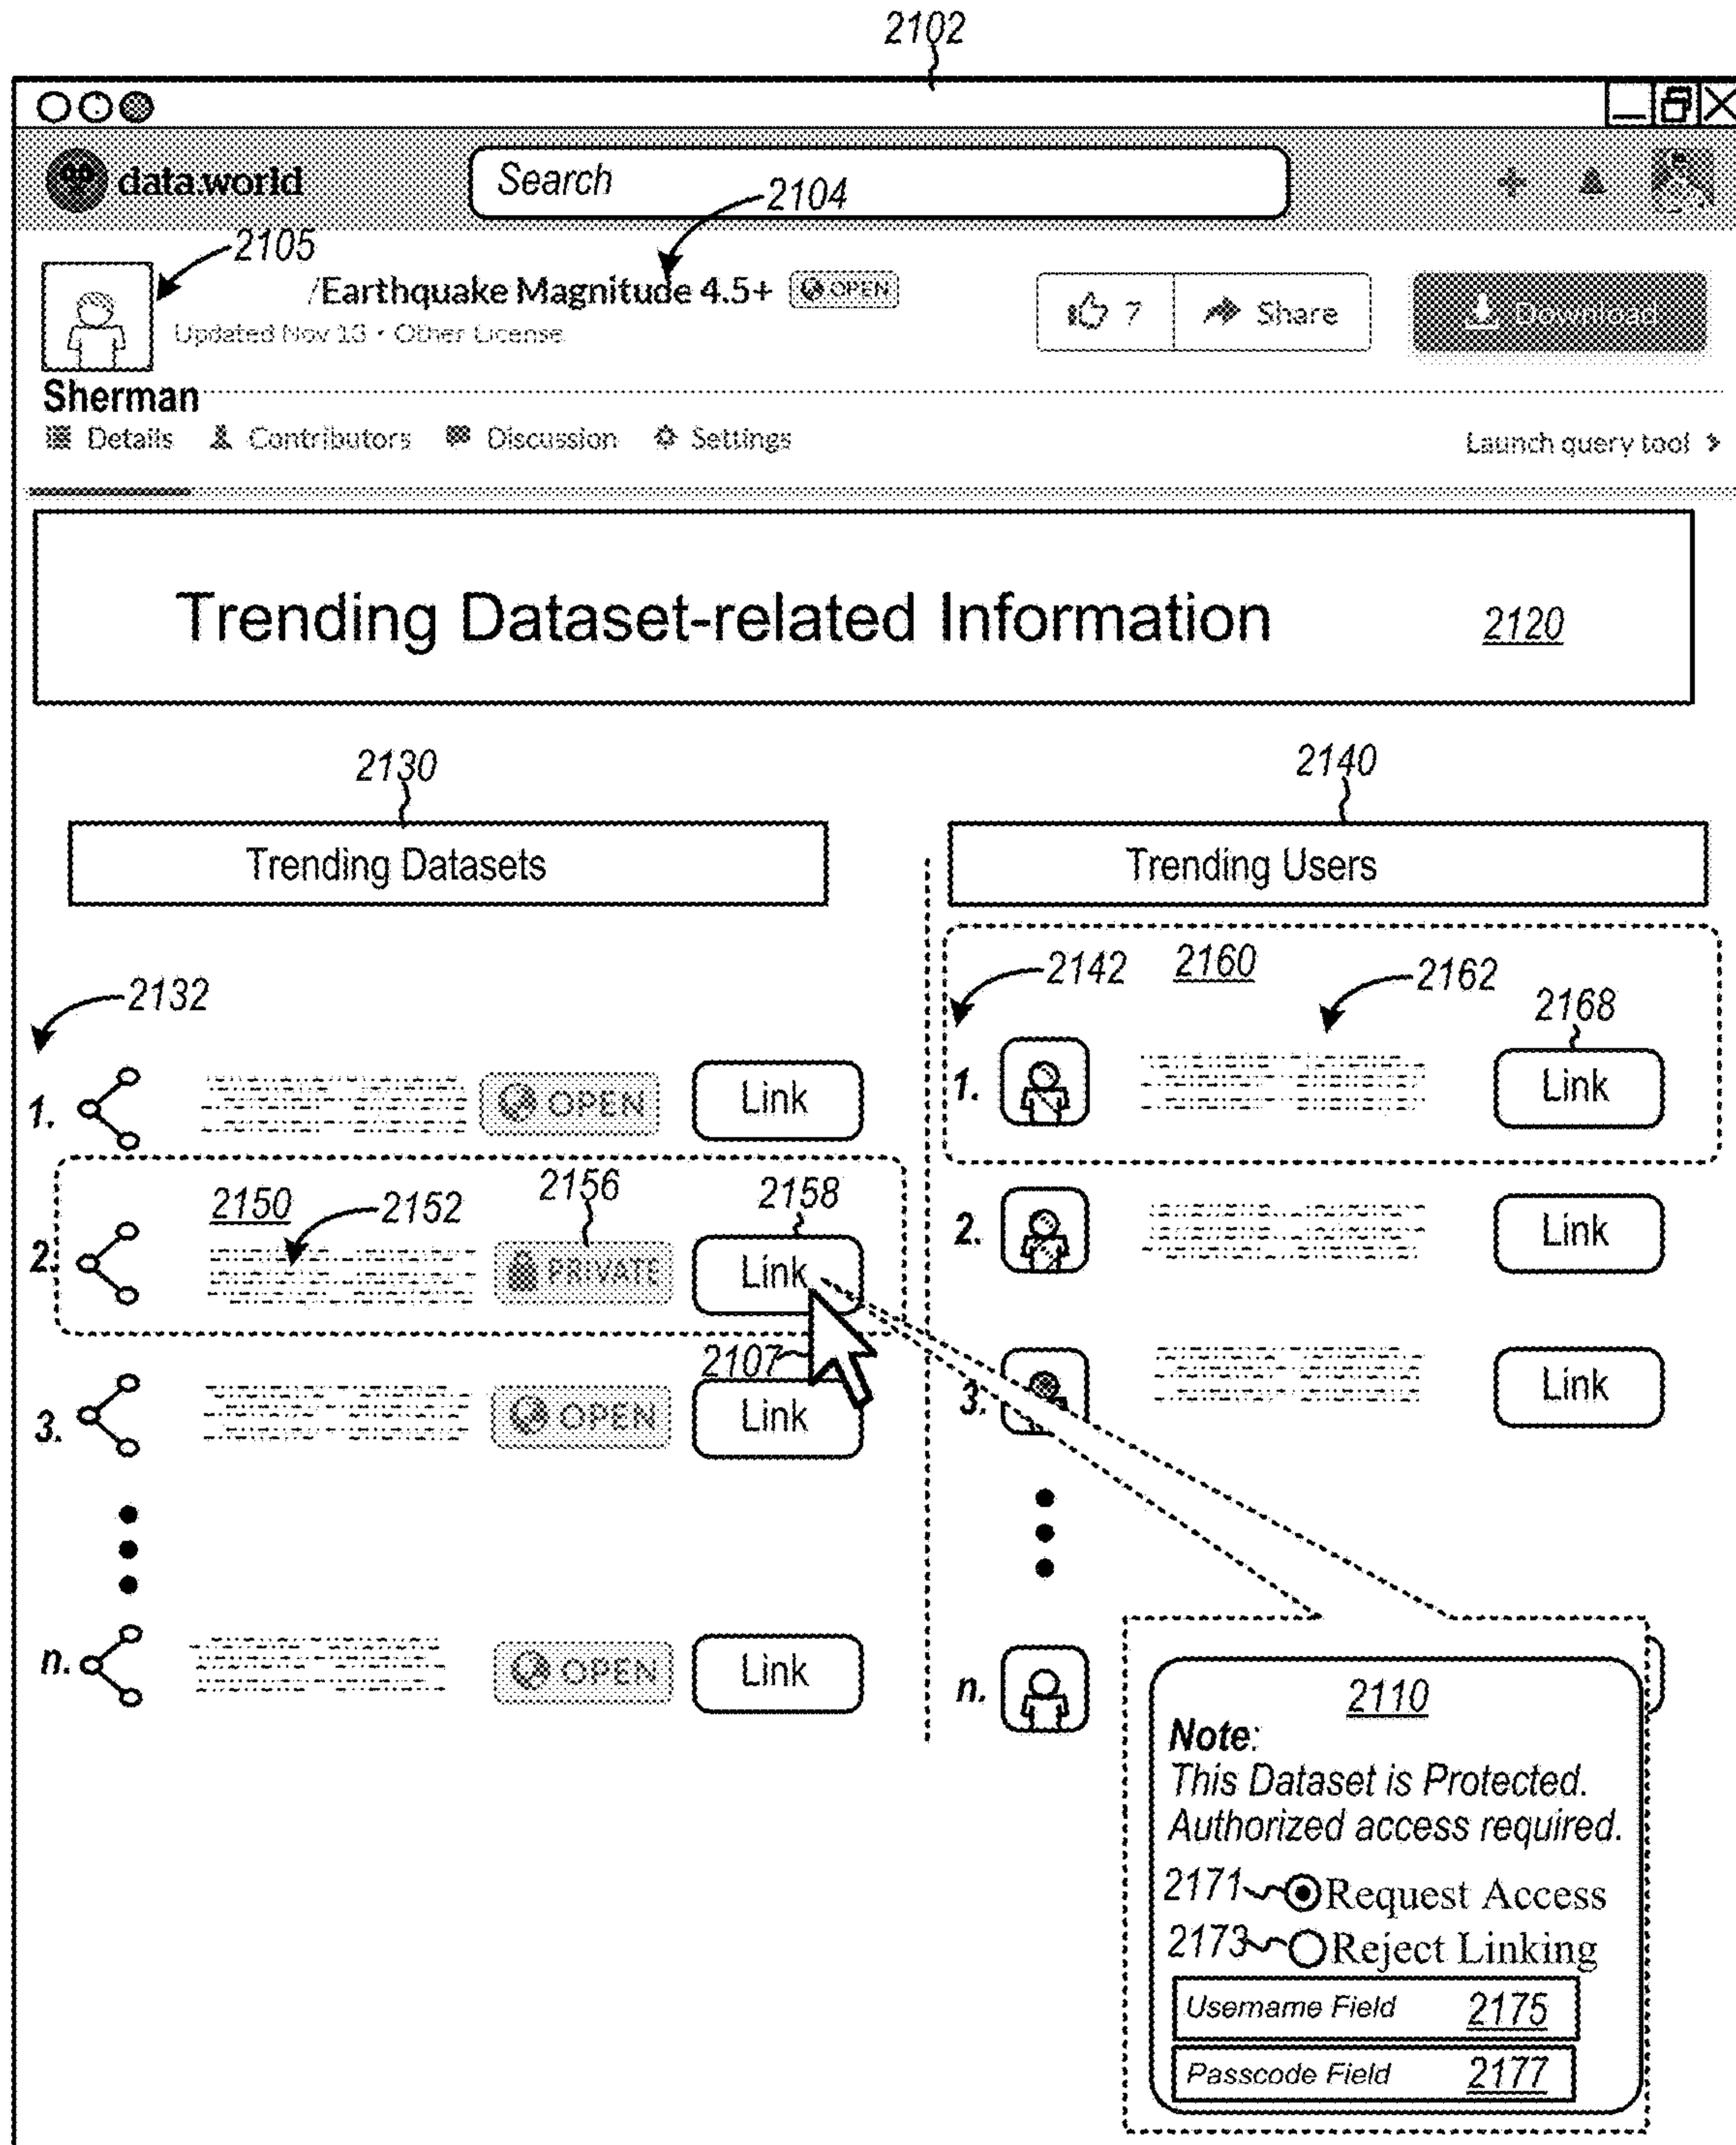 2102
data.world
Search
2104
2105
/Earthquake Magnitude 4.5+ OPEN
7 Share Download
Updated Nov 13 • Other License
Sherman
Details Contributors Discussion Settings
Launch query tool >
Trending Dataset-related Information 2120
2130
2140
Trending Datasets
Trending Users
2132
2142 2160 2162
2168
1. OPEN Link
1. Link
2150 2152 2156 2158
2. PRIVATE Link
2. Link
2107
3. OPEN Link
3. Link
n. OPEN Link
n.
2110
Note:
This Dataset is Protected.
Authorized access required.
2171 Request Access
2173 Reject Linking
Username Field 2175
Passcode Field 2177